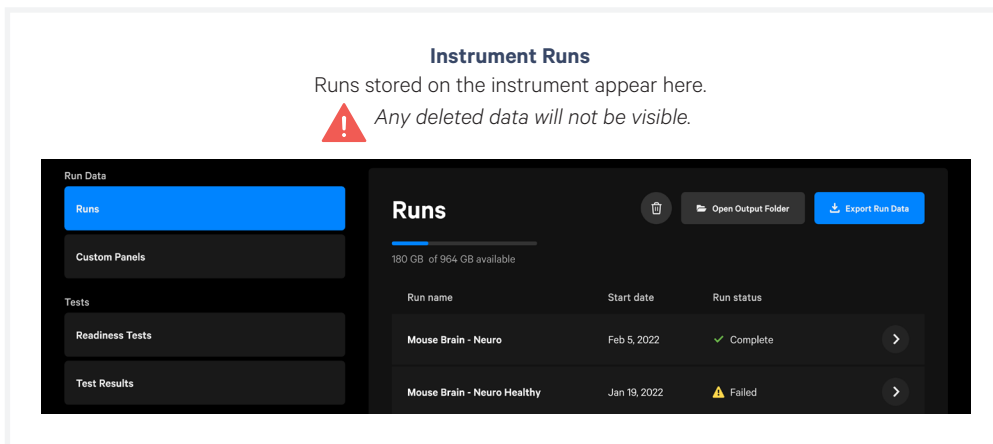 Instrument Runs
Runs stored on the instrument appear here.
Any deleted data will not be visible.
Run Data
Runs
Custom Panels
Tests
Readiness Tests
Test Results
Runs
Open Output Folder
Export Run Data
180 GB of 964 GB available
Run name Start date Run status
Mouse Brain - Neuro Feb 5, 2022 Complete
Mouse Brain - Neuro Healthy Jan 19, 2022 Failed